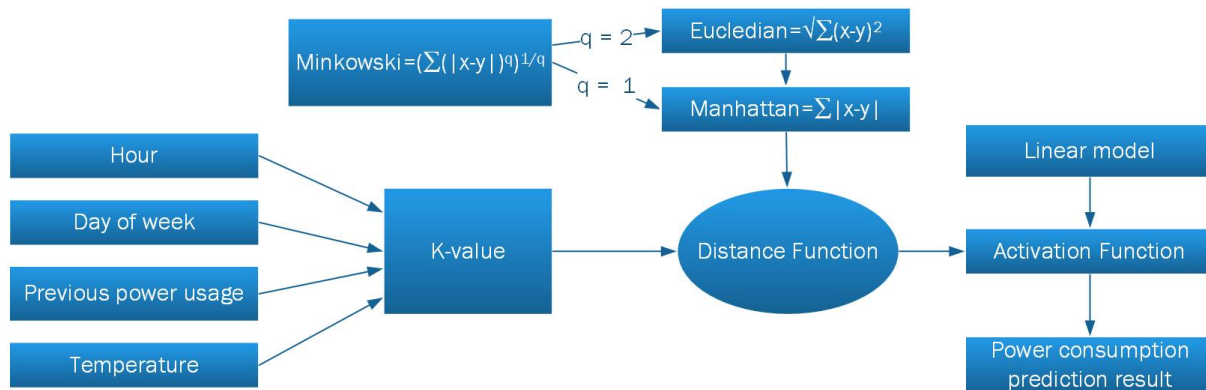 Minkowski=(∑(|x-y|)^q)^1/q
q = 2
q = 1
Eucledian=√∑(x-y)²
Manhattan=∑|x-y|
Hour
Day of week
Previous power usage
Temperature
K-value
Distance Function
Linear model
Activation Function
Power consumption
prediction result